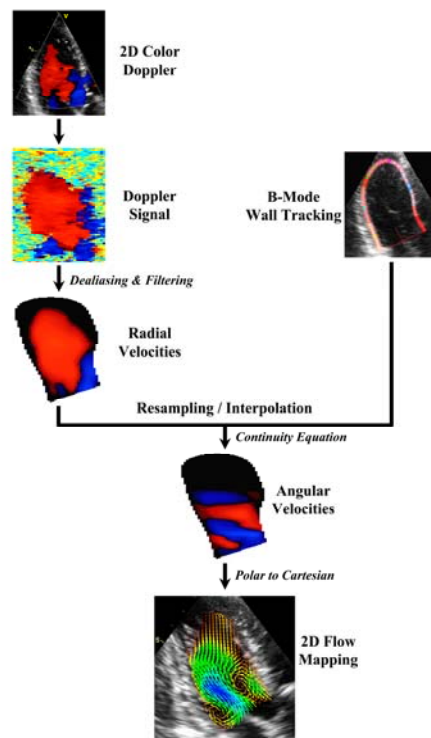 V
2D Color
Doppler
Doppler
Signal
B-Mode
Wall Tracking
Dealiasing & Filtering
Radial
Velocities
Resampling / Interpolation
Continuity Equation
Angular
Velocities
Polar to Cartesian
2D Flow
Mapping